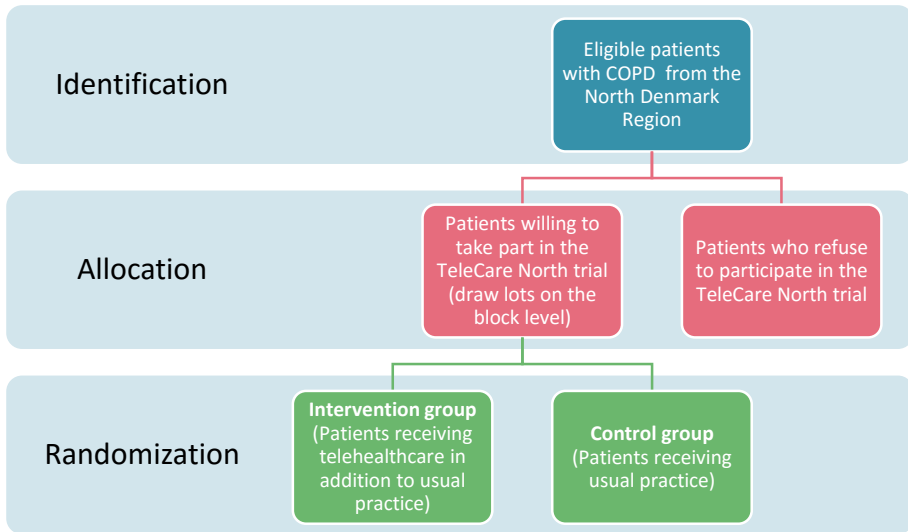 Identification
Eligible patients
with COPD from the
North Denmark
Region
Allocation
Patients willing to
take part in the
TeleCare North trial
(draw lots on the
block level)
Patients who refuse
to participate in the
TeleCare North trial
Randomization
Intervention group
(Patients receiving
telehealthcare in
addition to usual
practice)
Control group
(Patients receiving
usual practice)